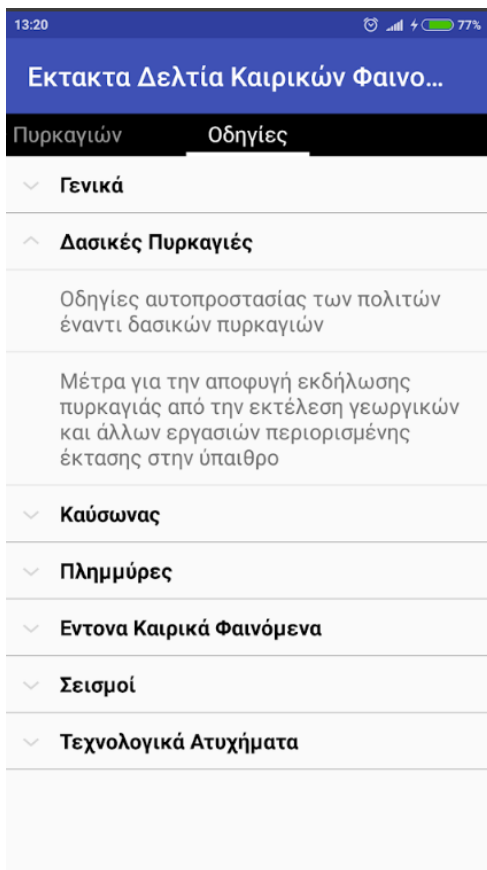 13:20 77%
Εκτακτα Δελτία Καιρικών Φαινο...
Πυρκαγιών Οδηγίες
Γενικά
Δασικές Πυρκαγιές
Οδηγίες αυτοπροστασίας των πολιτών
έναντι δασικών πυρκαγιών
Μέτρα για την αποφυγή εκδήλωσης
πυρκαγιάς από την εκτέλεση γεωργικών
και άλλων εργασιών περιορισμένης
έκτασης στην ύπαιθρο
Καύσωνας
Πλημμύρες
Εντονα Καιρικά Φαινόμενα
Σεισμοί
Τεχνολογικά Ατυχήματα